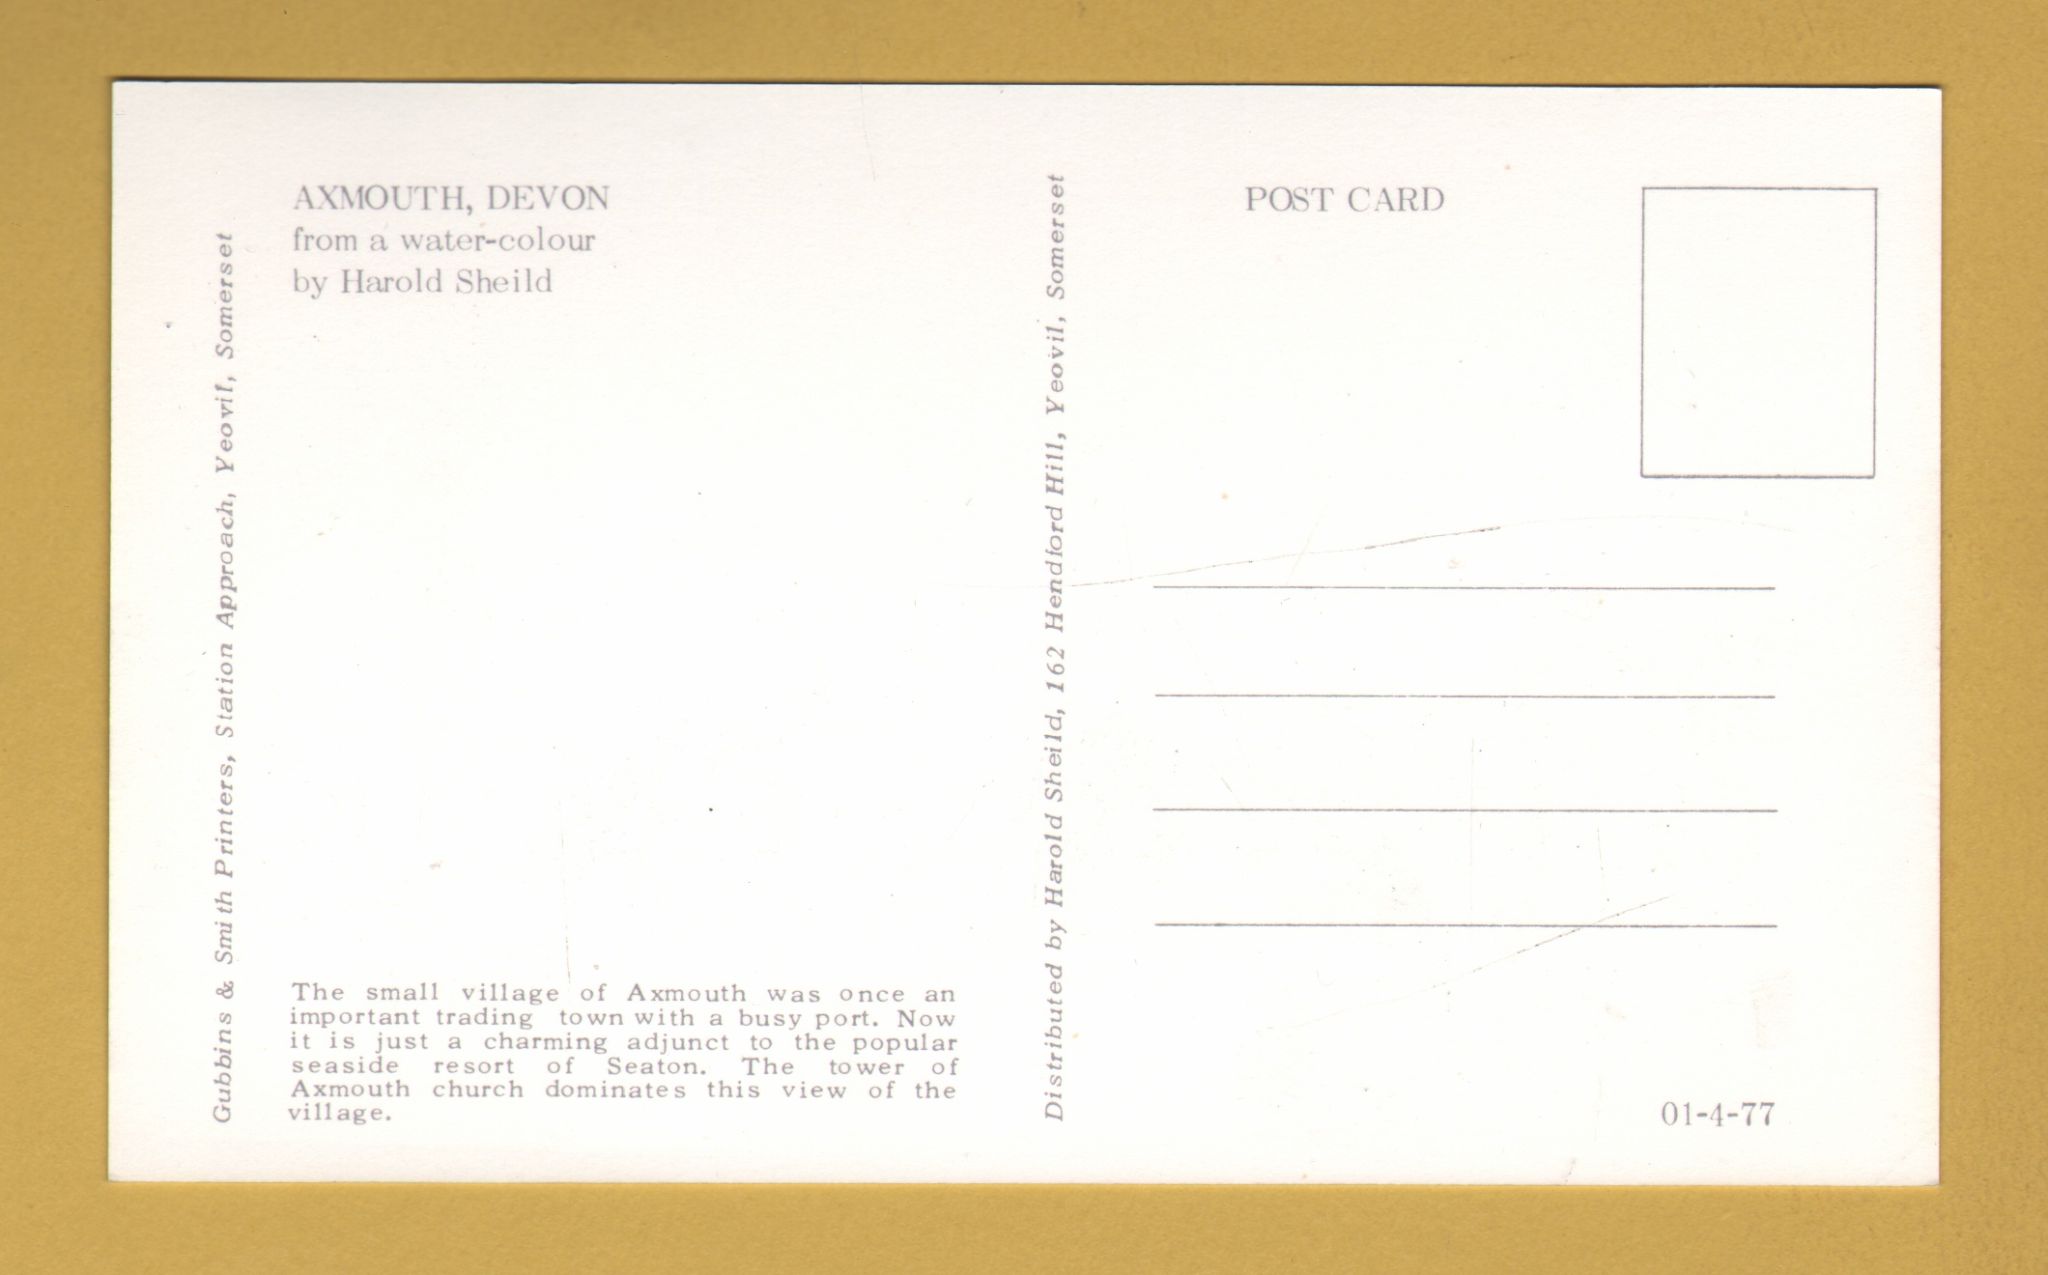 AXMOUTH, DEVON
from a water-colour
by Harold Sheild
Gubbins & Smith Printers, Station Approach, Yeovil, Somerset
The small village of Axmouth was once an
important trading town with a busy port. Now
it is just a charming adjunct to the popular
seaside resort of Seaton. The tower of
Axmouth church dominates this view of the
village.
Distributed by Harold Sheild, 162 Hendford Hill, Yeovil, Somerset
POST CARD
01-4-77